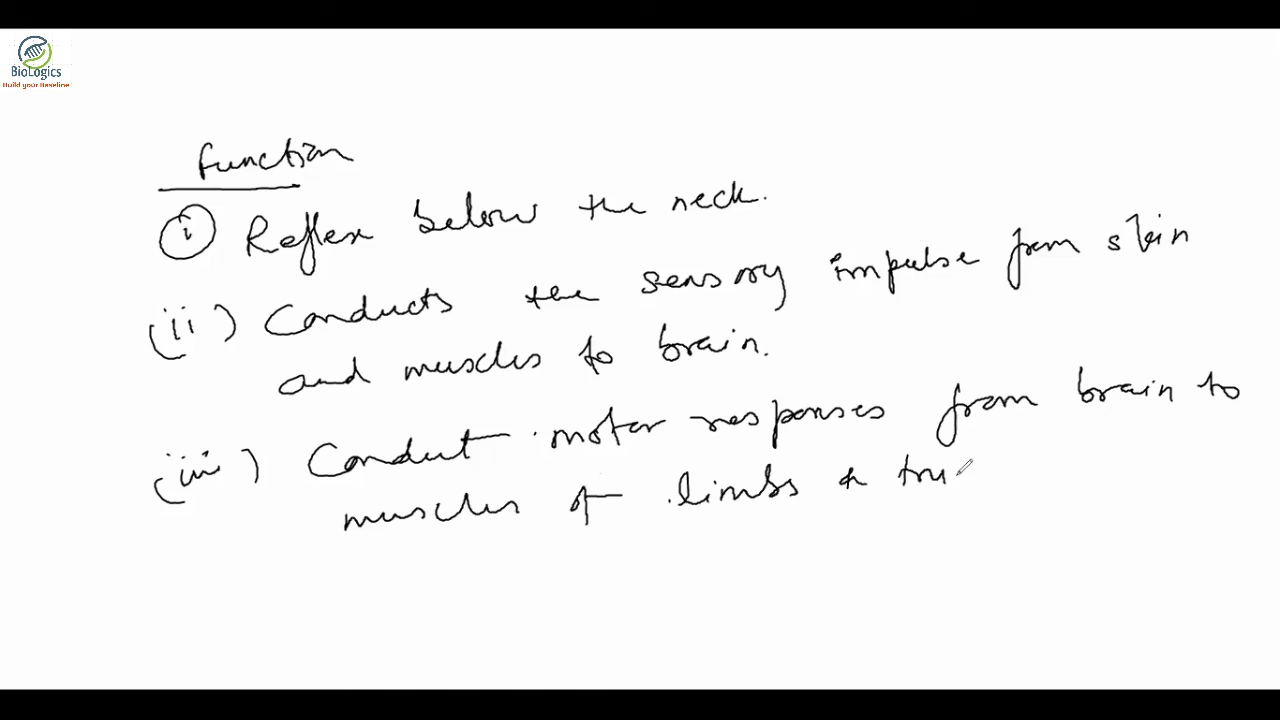 BioLogics
Build your Baseline
Function
(i) Reflex below the neck.
(ii) Conducts the sensory impulse from skin
and muscles to brain.
(iii) Conduct motor responses from brain to
muscles of limbs & tru